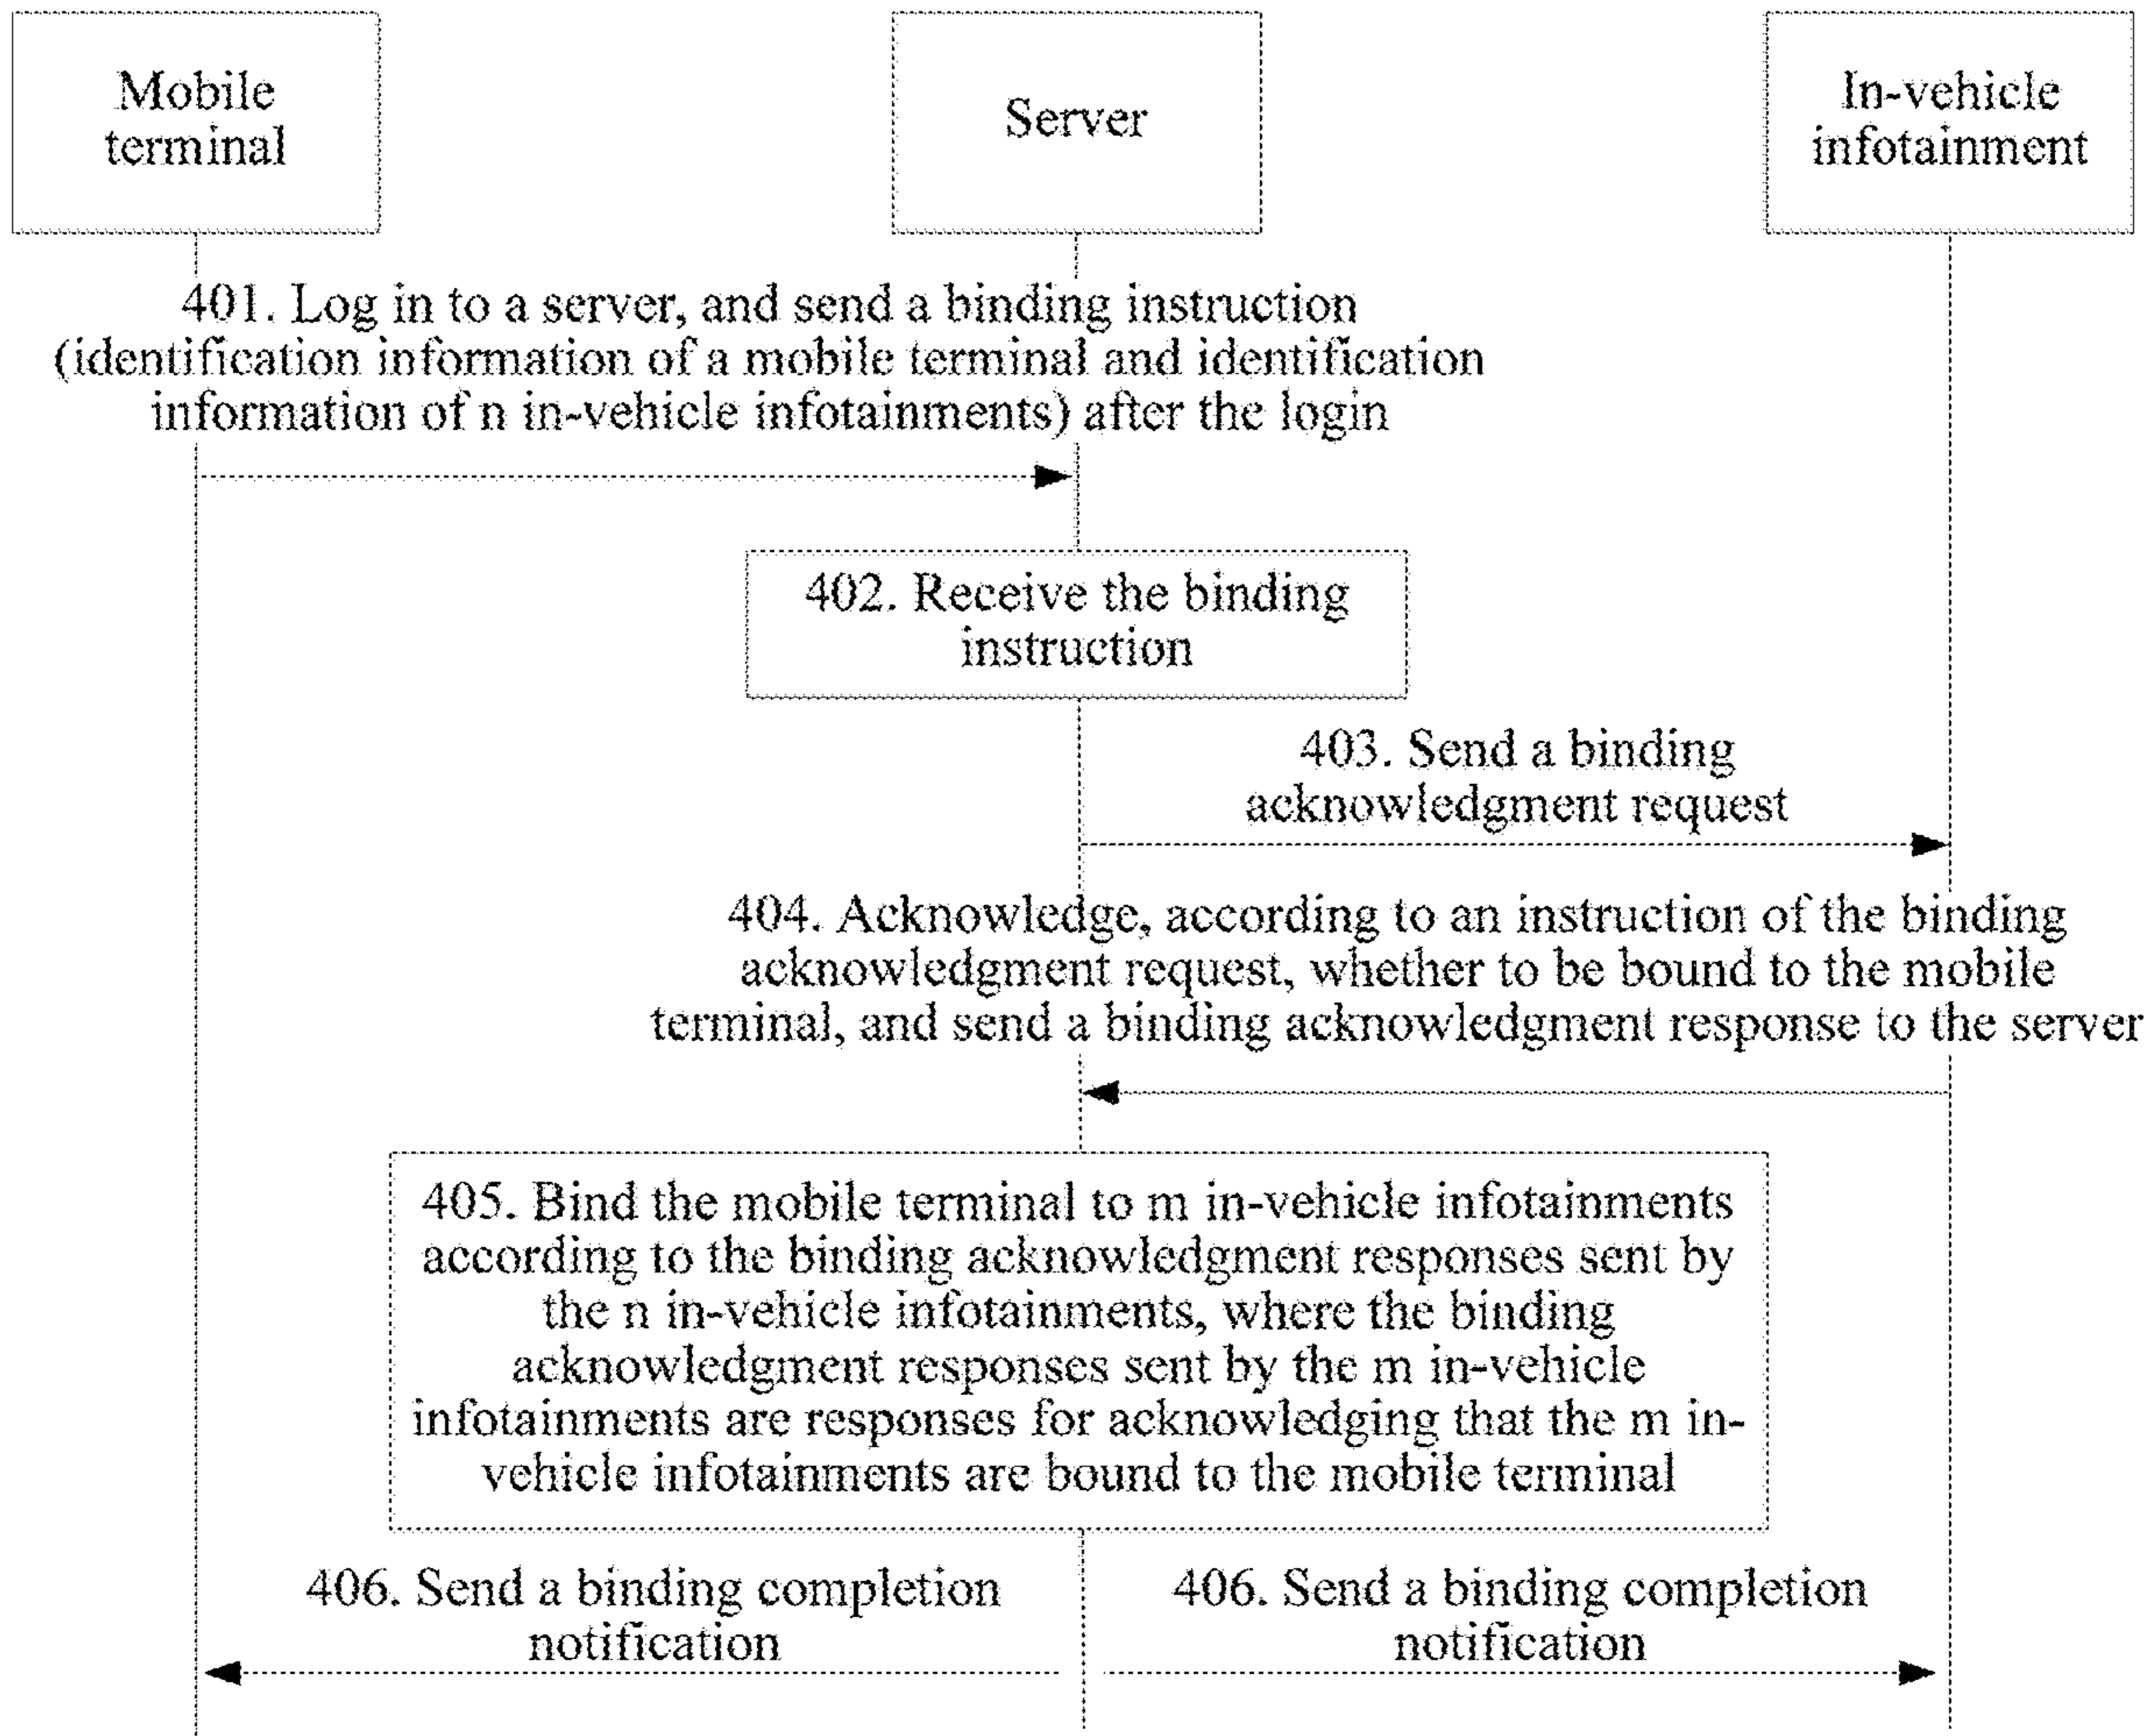 Mobile
terminal
Server
In-vehicle
infotainment
401. Log in to a server, and send a binding instruction
(identification information of a mobile terminal and identification
information of n in-vehicle infotainments) after the login
402. Receive the binding
instruction
403. Send a binding
acknowledgment request
404. Acknowledge, according to an instruction of the binding
acknowledgment request, whether to be bound to the mobile
terminal, and send a binding acknowledgment response to the server
405. Bind the mobile terminal to m in-vehicle infotainments
according to the binding acknowledgment responses sent by
the n in-vehicle infotainments, where the binding
acknowledgment responses sent by the m in-vehicle
infotainments are responses for acknowledging that the m in-
vehicle infotainments are bound to the mobile terminal
406. Send a binding completion
notification
406. Send a binding completion
notification